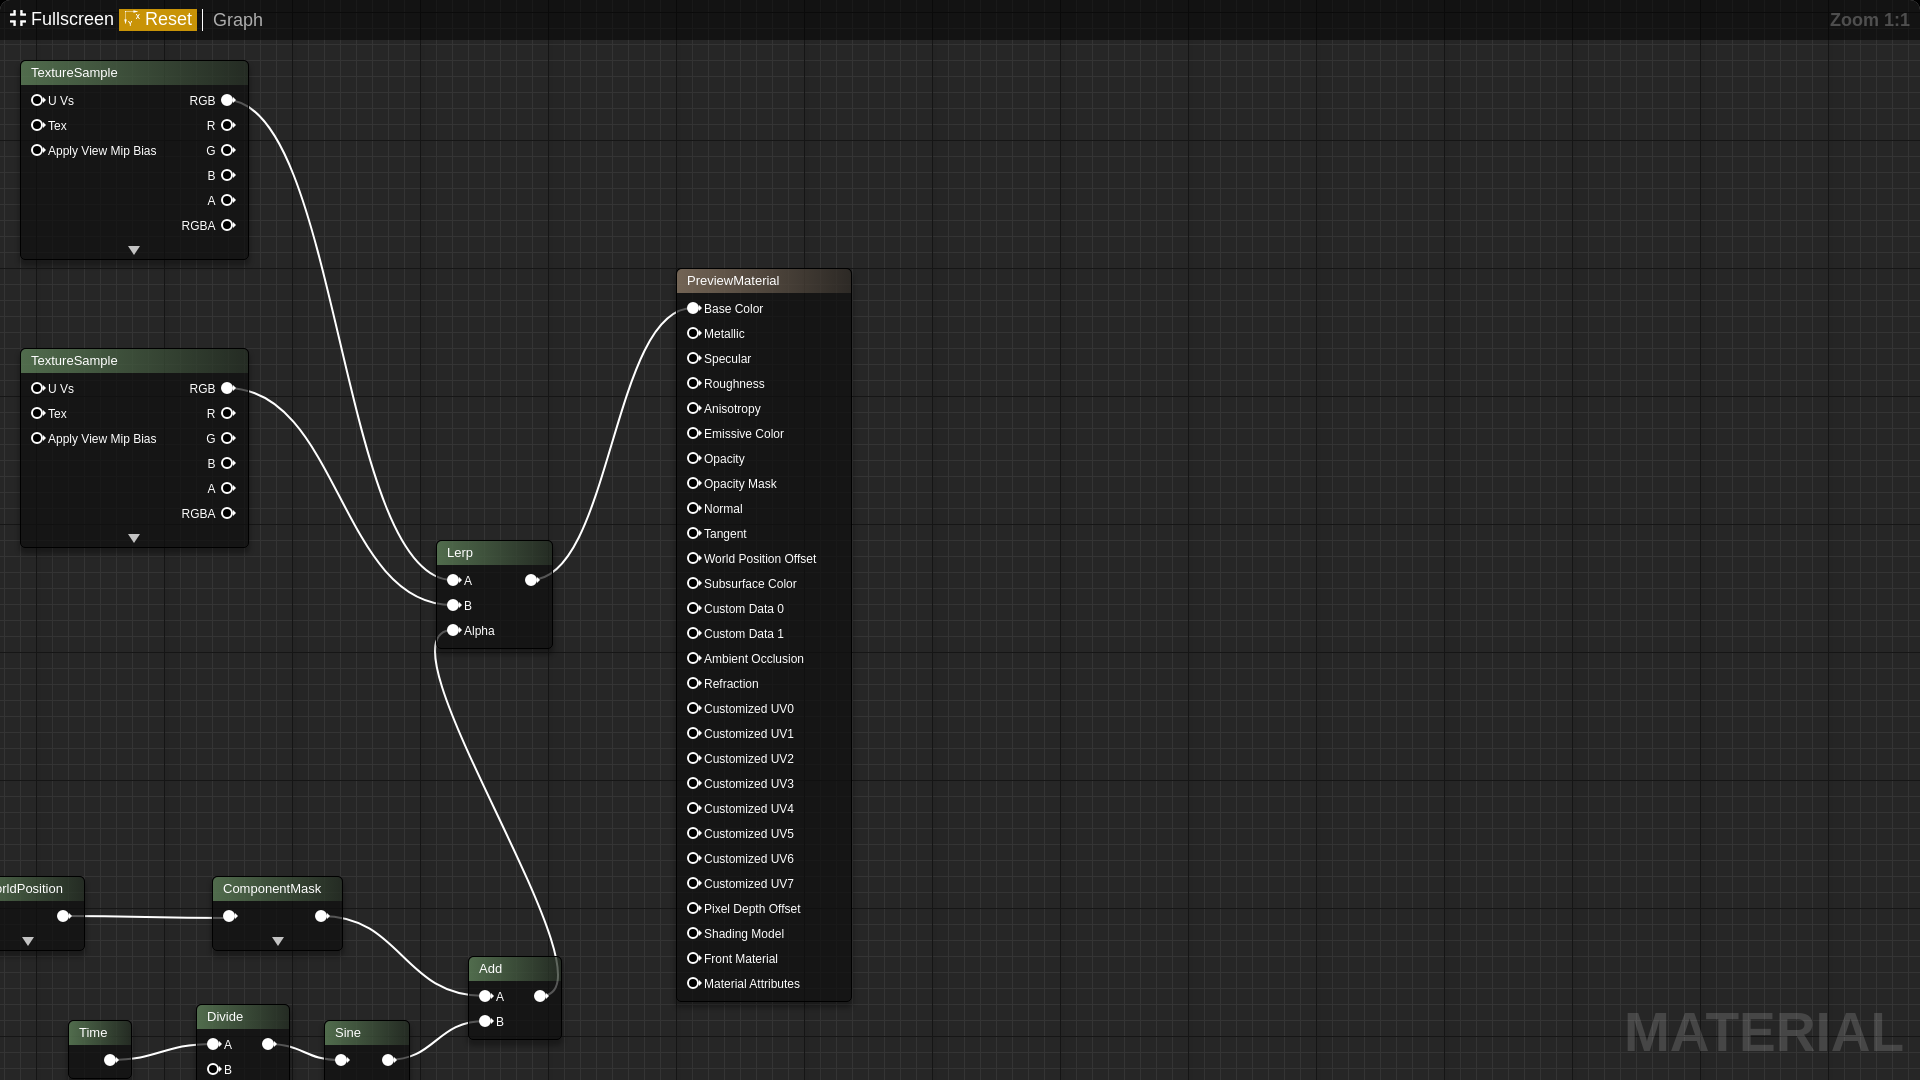 Fullscreen Reset Graph
Zoom 1:1
TextureSample
U Vs RGB
Tex R
Apply View Mip Bias G
B
A
RGBA
TextureSample
U Vs RGB
Tex R
Apply View Mip Bias G
B
A
RGBA
Lerp
A
B
Alpha
PreviewMaterial
Base Color
Metallic
Specular
Roughness
Anisotropy
Emissive Color
Opacity
Opacity Mask
Normal
Tangent
World Position Offset
Subsurface Color
Custom Data 0
Custom Data 1
Ambient Occlusion
Refraction
Customized UV0
Customized UV1
Customized UV2
Customized UV3
Customized UV4
Customized UV5
Customized UV6
Customized UV7
Pixel Depth Offset
Shading Model
Front Material
Material Attributes
orldPosition
ComponentMask
Add
A
B
Time
Divide
A
B
Sine
MATERIAL